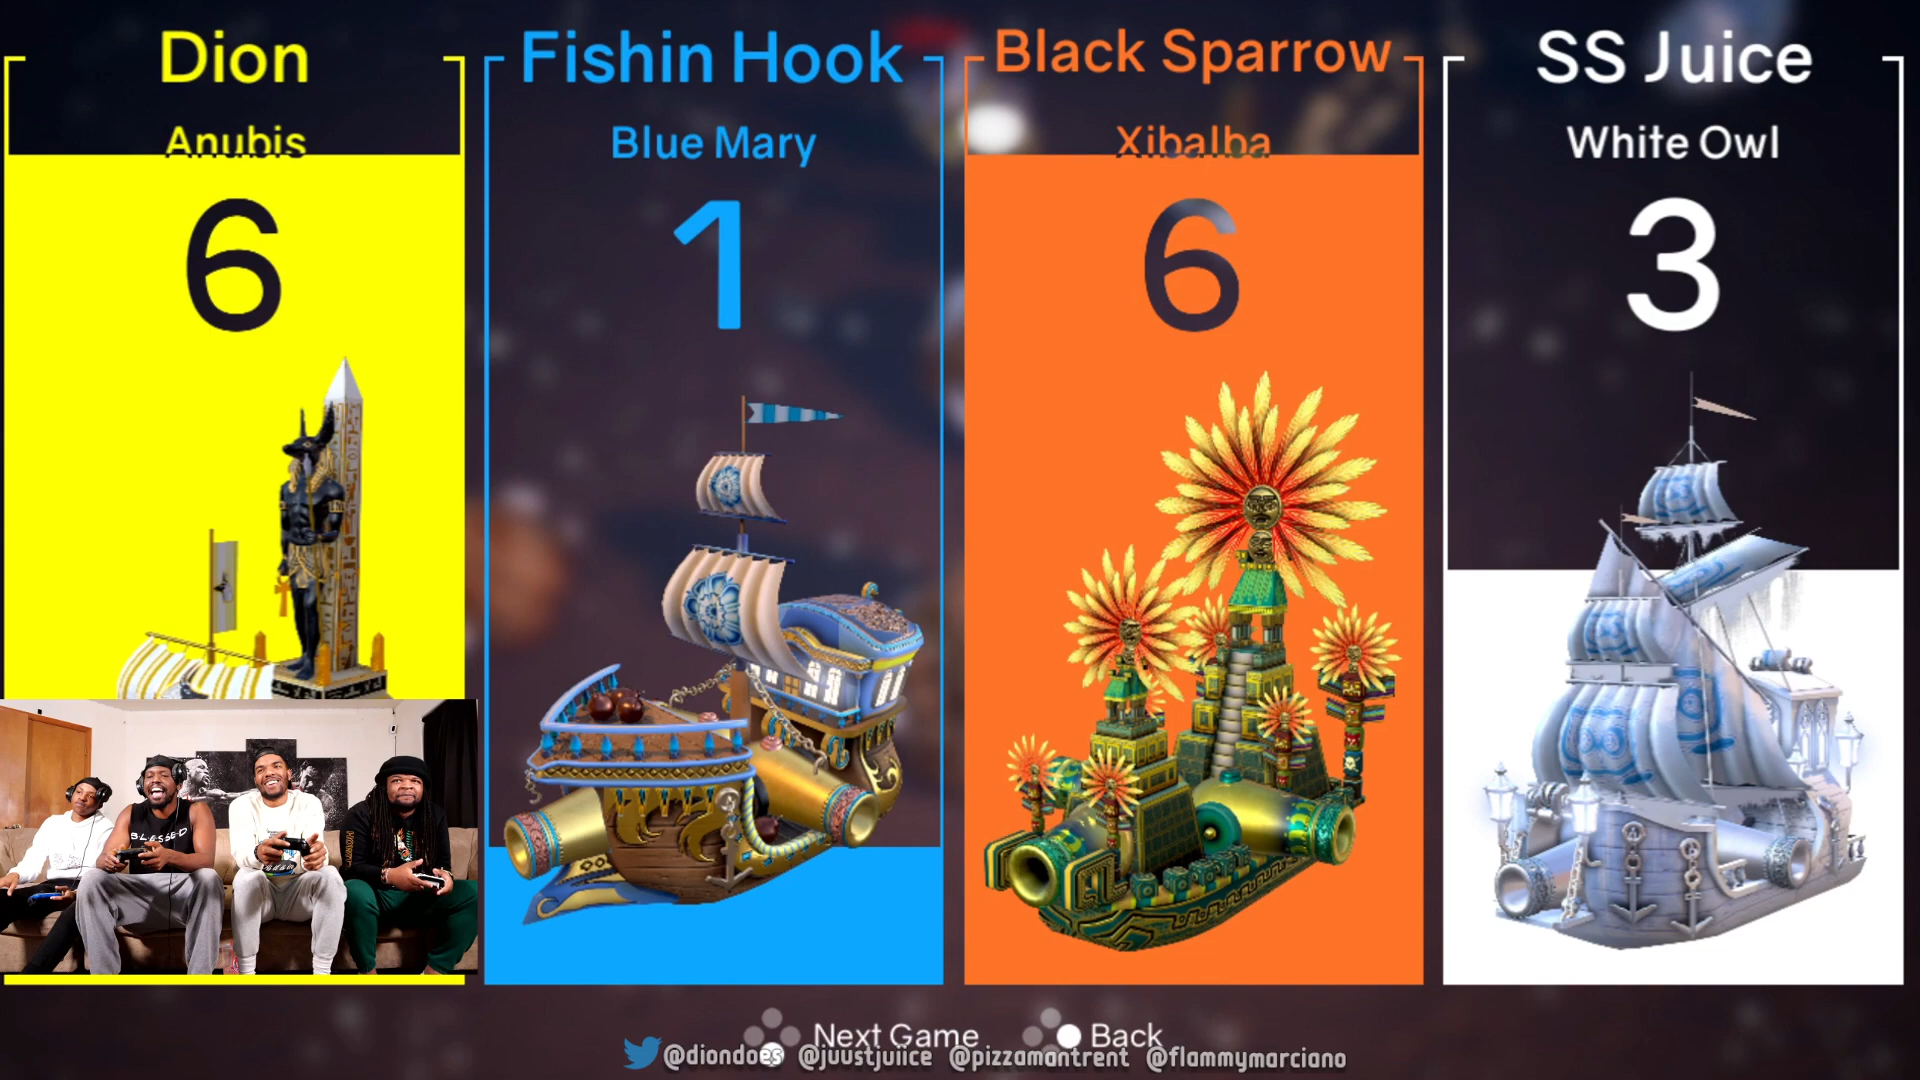 Dion
Anubis
6
Fishin Hook
Blue Mary
1
Black Sparrow
Xibalba
6
SS Juice
White Owl
3
BLESSED
Next Game
Back
@diondoes @juustjuiice @pizzamantrent @flammymarciano